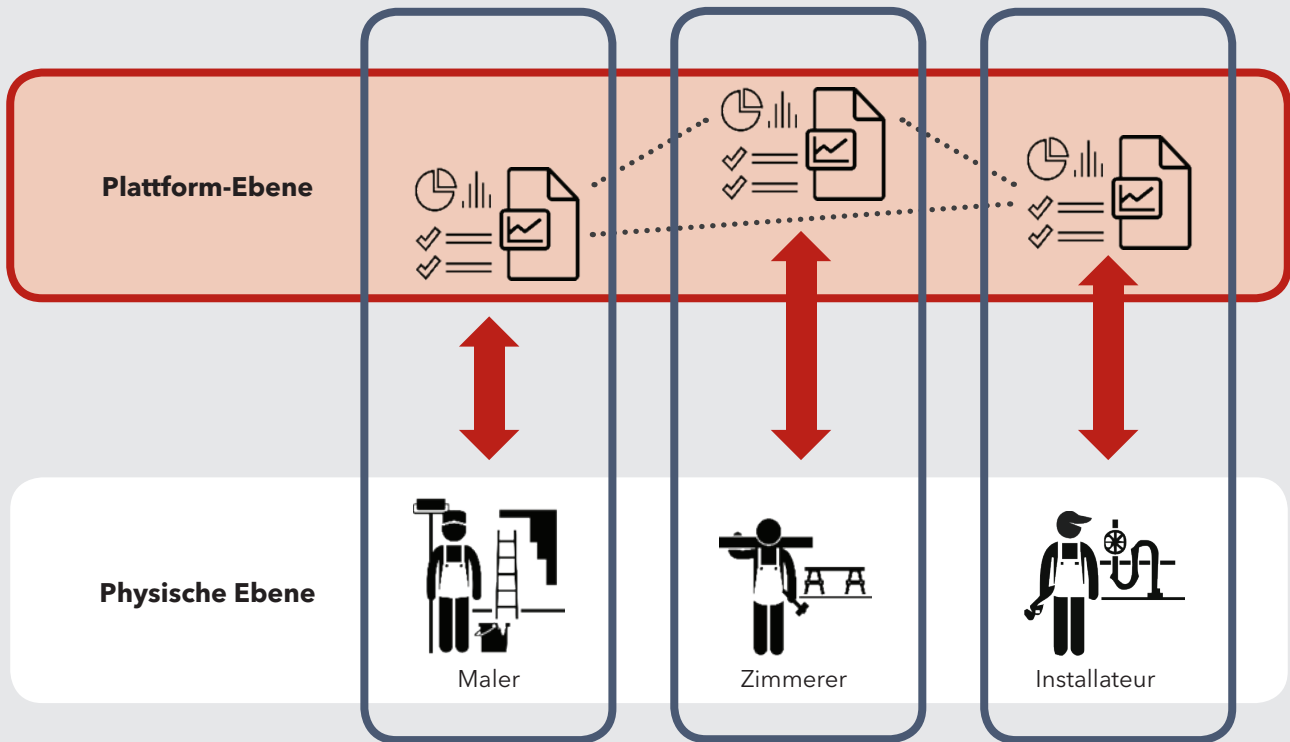 Plattform-Ebene
Physische Ebene
Maler
Zimmerer
Installateur